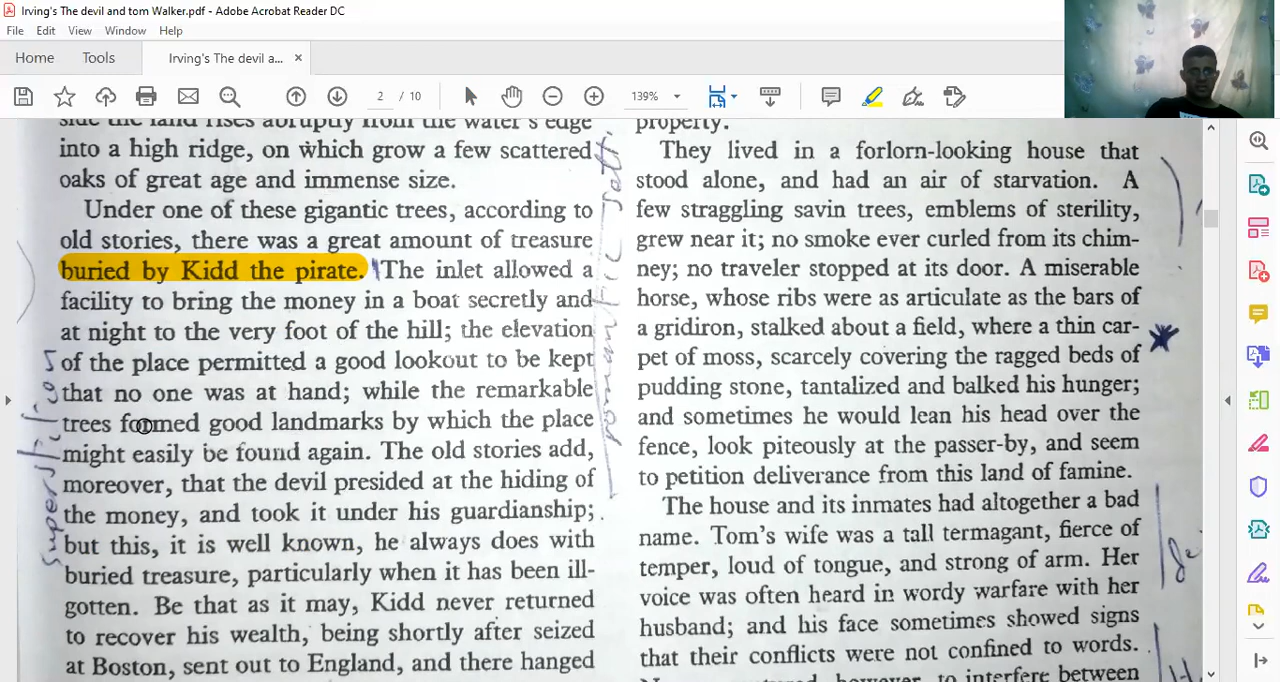 Irving's The devil and tom Walker.pdf - Adobe Acrobat Reader DC
File Edit View Window Help
Home Tools Irving's The devil a... ×
2 / 10 139%
side the land rises abruptly from the water's edge
into a high ridge, on which grow a few scattered
oaks of great age and immense size.
Under one of these gigantic trees, according to
old stories, there was a great amount of treasure
buried by Kidd the pirate. The inlet allowed a
facility to bring the money in a boat secretly and
at night to the very foot of the hill; the elevation
of the place permitted a good lookout to be kept
that no one was at hand; while the remarkable
trees formed good landmarks by which the place
might easily be found again. The old stories add,
moreover, that the devil presided at the hiding of
the money, and took it under his guardianship;
but this, it is well known, he always does with
buried treasure, particularly when it has been ill-
gotten. Be that as it may, Kidd never returned
to recover his wealth, being shortly after seized
at Boston, sent out to England, and there hanged
superstitions
romantic sett.
property.
They lived in a forlorn-looking house that
stood alone, and had an air of starvation. A
few straggling savin trees, emblems of sterility,
grew near it; no smoke ever curled from its chim-
ney; no traveler stopped at its door. A miserable
horse, whose ribs were as articulate as the bars of
a gridiron, stalked about a field, where a thin car-
pet of moss, scarcely covering the ragged beds of
pudding stone, tantalized and balked his hunger;
and sometimes he would lean his head over the
fence, look piteously at the passer-by, and seem
to petition deliverance from this land of famine.
The house and its inmates had altogether a bad
name. Tom's wife was a tall termagant, fierce of
temper, loud of tongue, and strong of arm. Her
voice was often heard in wordy warfare with her
husband; and his face sometimes showed signs
that their conflicts were not confined to words.
however, to interfere between